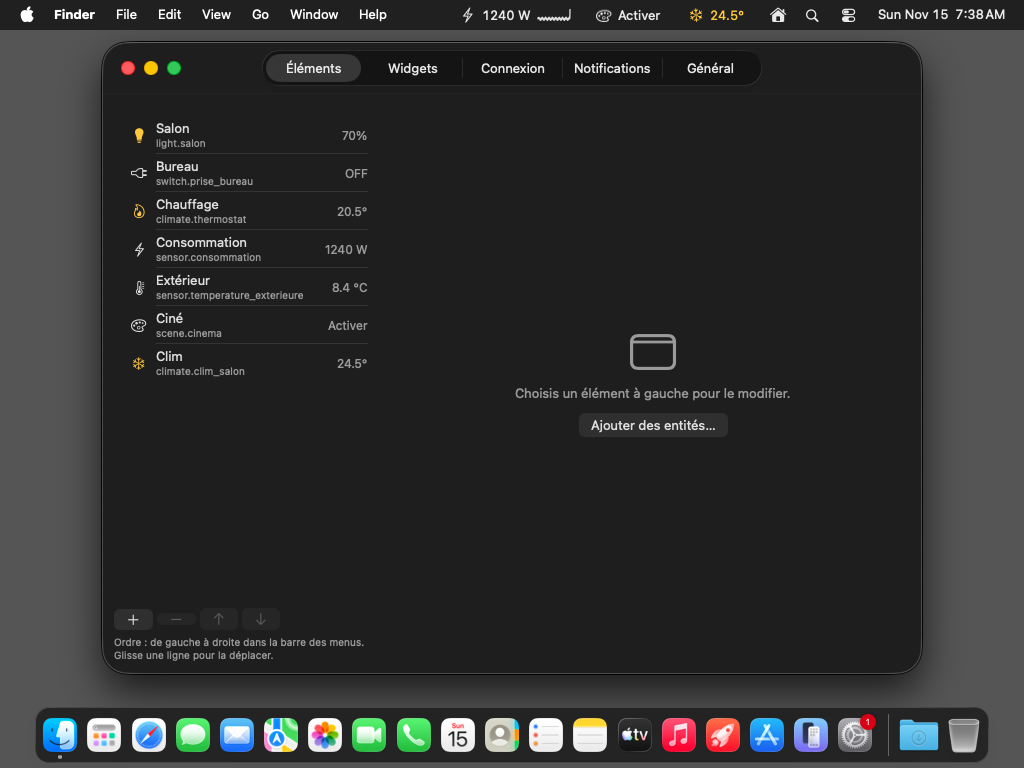 Finder File Edit View Go Window Help 1240 W Activer 24.5° Sun Nov 15 7:38 AM
Éléments Widgets Connexion Notifications Général
Salon
light.salon
70%
Bureau
switch.prise_bureau
OFF
Chauffage
climate.thermostat
20.5°
Consommation
sensor.consommation
1240 W
Extérieur
sensor.temperature_exterieure
8.4 °C
Ciné
scene.cinema
Activer
Clim
climate.clim_salon
24.5°
Choisis un élément à gauche pour le modifier.
Ajouter des entités...
Ordre : de gauche à droite dans la barre des menus.
Glisse une ligne pour la déplacer.
Sun
15
tv
1